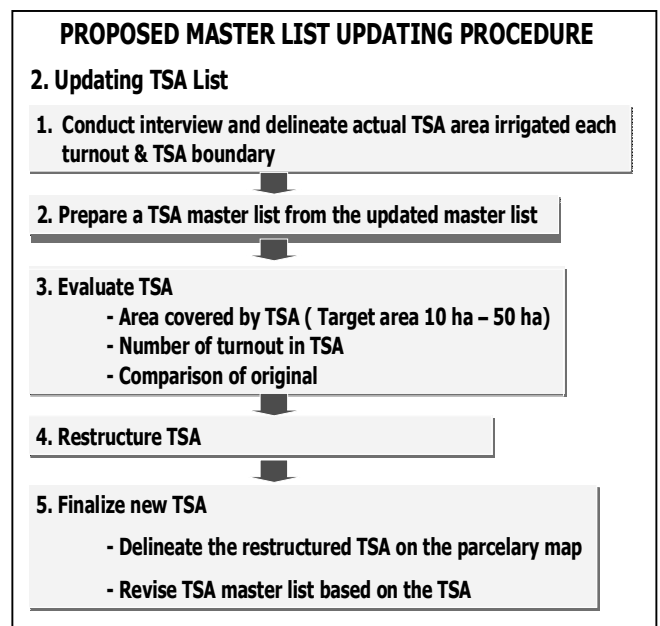 PROPOSED MASTER LIST UPDATING PROCEDURE
2. Updating TSA List
1. Conduct interview and delineate actual TSA area irrigated each
turnout & TSA boundary
2. Prepare a TSA master list from the updated master list
3. Evaluate TSA
- Area covered by TSA ( Target area 10 ha – 50 ha)
- Number of turnout in TSA
- Comparison of original
4. Restructure TSA
5. Finalize new TSA
- Delineate the restructured TSA on the parcelary map
- Revise TSA master list based on the TSA